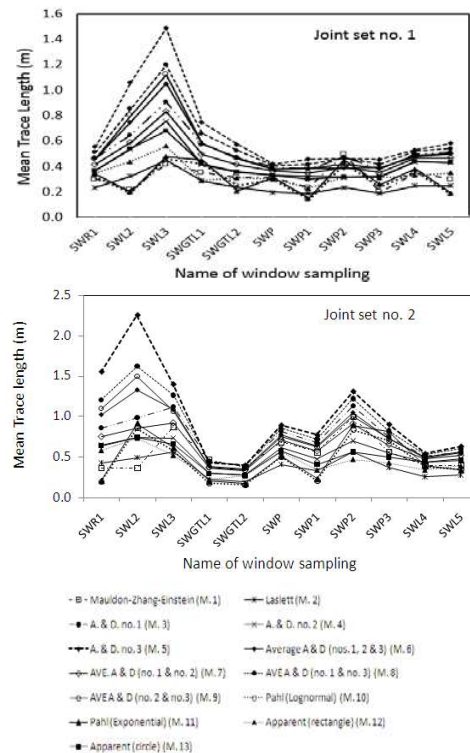 Joint set no. 1
Mean Trace Length (m)
1.6
1.4
1.2
1.0
0.8
0.6
0.4
0.2
0.0
SWR1
SWL2
SWL3
SWGTL1
SWGTL2
SWP
SWP1
SWP2
SWP3
SWL4
SWL5
Name of window sampling
Joint set no. 2
Mean Trace length (m)
2.5
2.0
1.5
1.0
0.5
0.0
SWR1
SWL2
SWL3
SWGTL1
SWGTL2
SWP
SWP1
SWP2
SWP3
SWL4
SWL5
Name of window sampling
Mauldon-Zhang-Einstein (M. 1)
Laslett (M. 2)
A. & D. no. 1 (M. 3)
A. & D. no. 2 (M. 4)
A. & D. no. 3 (M. 5)
Average A & D (nos. 1, 2 & 3) (M. 6)
AVE. A & D (no. 1 & no. 2) (M. 7)
AVE A & D (no. 1 & no. 3) (M. 8)
AVE A & D (no. 2 & no. 3) (M. 9)
Pahl (Lognormal) (M. 10)
Pahl (Exponential) (M. 11)
Apparent (rectangle) (M. 12)
Apparent (circle) (M. 13)